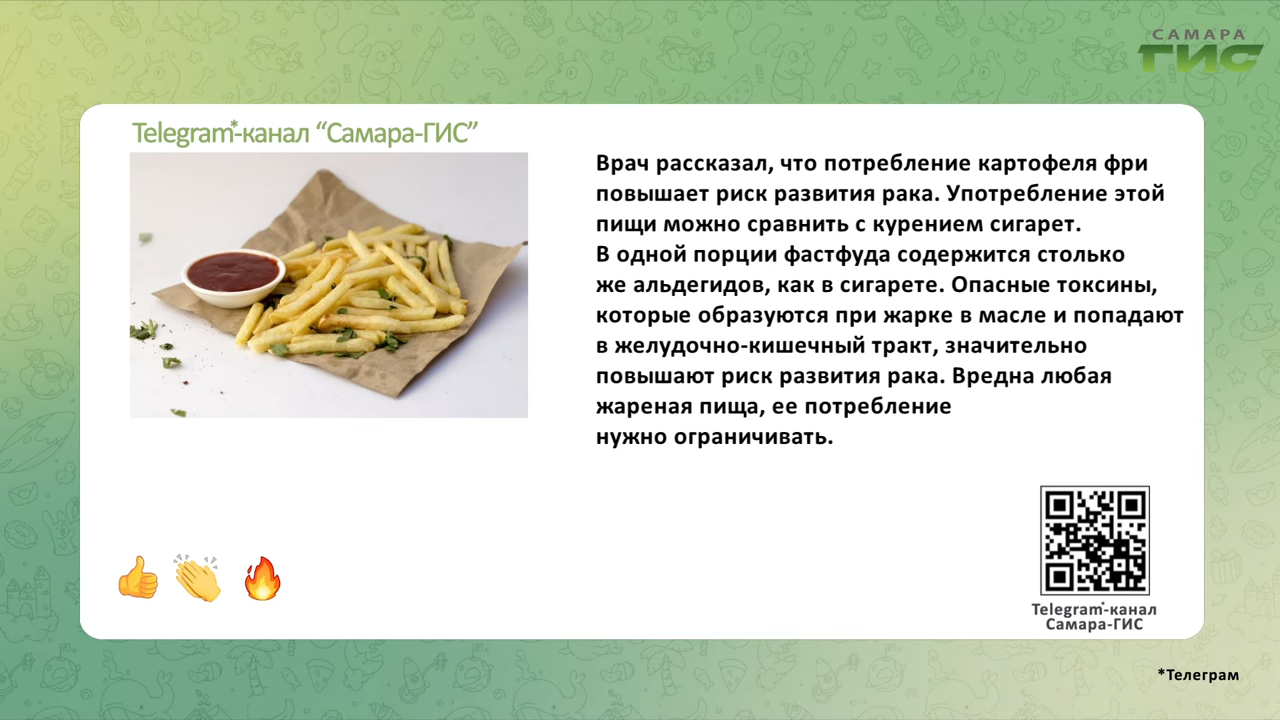 САМАРА
ГИС
Telegram*-канал “Самара-ГИС”
Врач рассказал, что потребление картофеля фри
повышает риск развития рака. Употребление этой
пищи можно сравнить с курением сигарет.
В одной порции фастфуда содержится столько
же альдегидов, как в сигарете. Опасные токсины,
которые образуются при жарке в масле и попадают
в желудочно-кишечный тракт, значительно
повышают риск развития рака. Вредна любая
жареная пища, ее потребление
нужно ограничивать.
Telegram*-канал
Самара-ГИС
*Телеграм